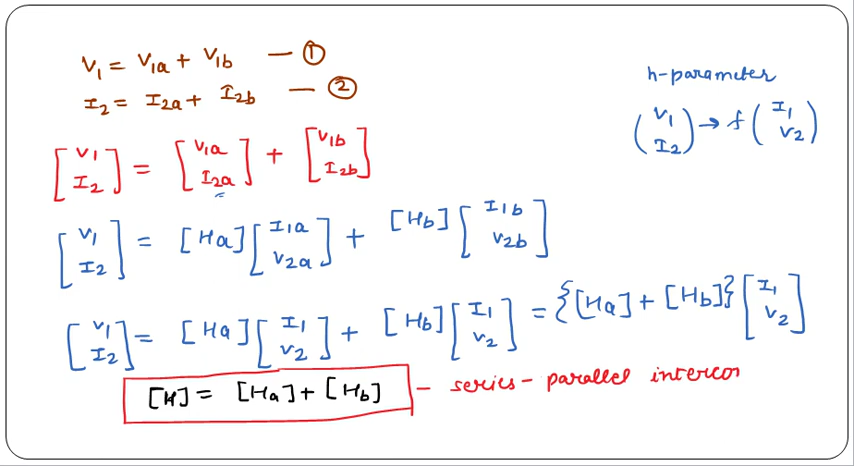 V₁ = V₁a + V₁b — ①
I₂ = I₂a + I₂b — ②
h-parameter
(V₁ I₂) → f (I₁ V₂)
[V₁ I₂] = [V₁a I₂a] + [V₁b I₂b]
[V₁ I₂] = [Ha] [I₁a V₂a] + [Hb] [I₁b V₂b]
[V₁ I₂] = [Ha] [I₁ V₂] + [Hb] [I₁ V₂] = {[Ha] + [Hb]} [I₁ V₂]
[H] = [Ha] + [Hb] – series - parallel intercon